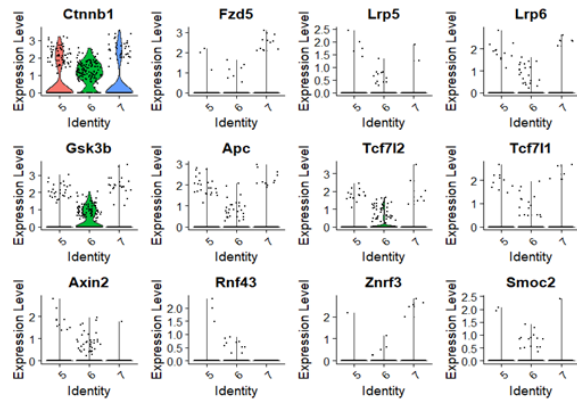 Ctnnb1 Fzd5 Lrp5 Lrp6
Expression Level 3 2 1 0 5 6 7 Identity
Expression Level 3 2 1 0 5 6 7 Identity
Expression Level 2.5 2.0 1.5 1.0 0.5 0.0 5 6 7 Identity
Expression Level 2 1 0 5 6 7 Identity
Gsk3b Apc Tcf7l2 Tcf7l1
Expression Level 3 2 1 0 5 6 7 Identity
Expression Level 3 2 1 0 5 6 7 Identity
Expression Level 3 2 1 0 5 6 7 Identity
Expression Level 2 1 0 5 6 7 Identity
Axin2 Rnf43 Znrf3 Smoc2
Expression Level 2 1 0 5 6 7 Identity
Expression Level 2.0 1.5 1.0 0.5 0.0 5 6 7 Identity
Expression Level 2 1 0 5 6 7 Identity
Expression Level 2.0 1.5 1.0 0.5 0.0 5 6 7 Identity